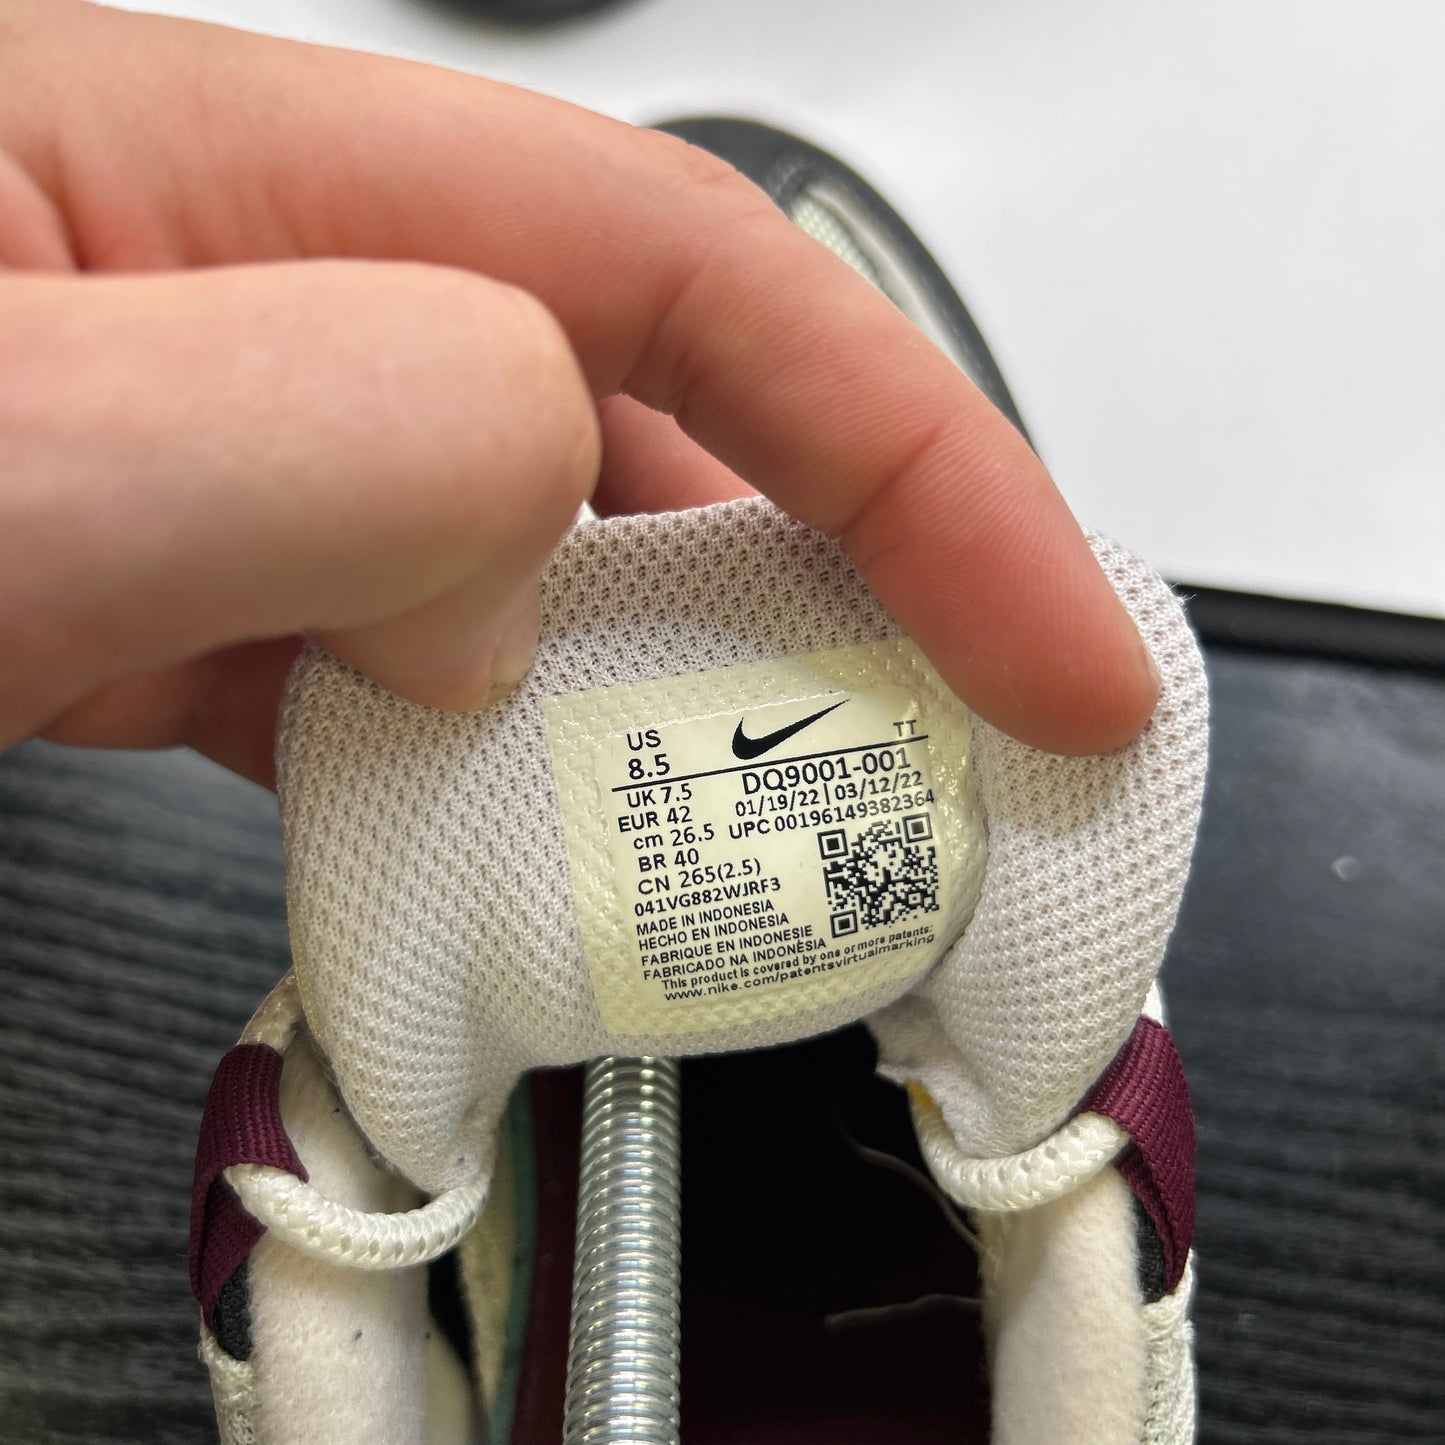 US
8.5
TT
UK 7.5
EUR 42
cm 26.5
BR 40
CN 265(2.5)
DQ9001-001
01/19/22 | 03/12/22
UPC 00196149382364
041VG882WJRF3
MADE IN INDONESIA
HECHO EN INDONESIA
FABRIQUE EN INDONESIE
FABRICADO NA INDONÉSIA
This product is covered by one or more patents:
www.nike.com/patentsvirtualmarking